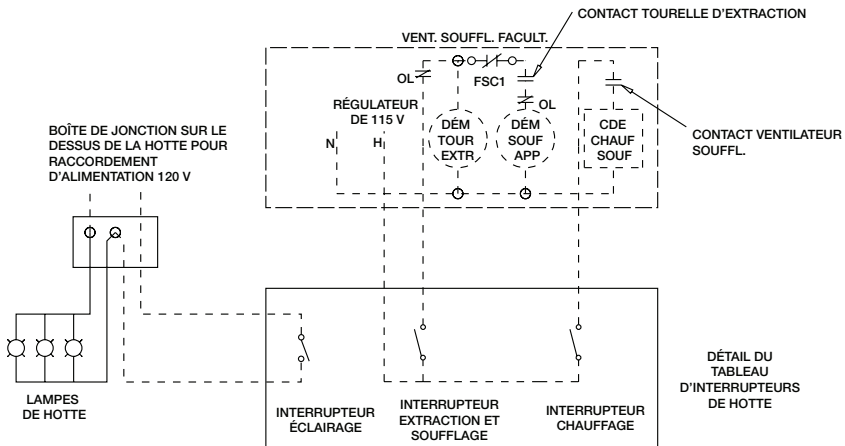 CONTACT TOURELLE D'EXTRACTION
VENT. SOUFFL. FACULT.
OL
FSC1
OL
RÉGULATEUR
DE 115 V
N
H
DÉM
TOUR
EXTR
DÉM
SOUF
APP
CDE
CHAUF
SOUF
CONTACT VENTILATEUR
SOUFFL.
BOÎTE DE JONCTION SUR LE
DESSUS DE LA HOTTE POUR
RACCORDEMENT
D'ALIMENTATION 120 V
LAMPES
DE HOTTE
INTERRUPTEUR
ÉCLAIRAGE
INTERRUPTEUR
EXTRACTION ET
SOUFFLAGE
INTERRUPTEUR
CHAUFFAGE
DÉTAIL DU
TABLEAU
D'INTERRUPTEURS
DE HOTTE